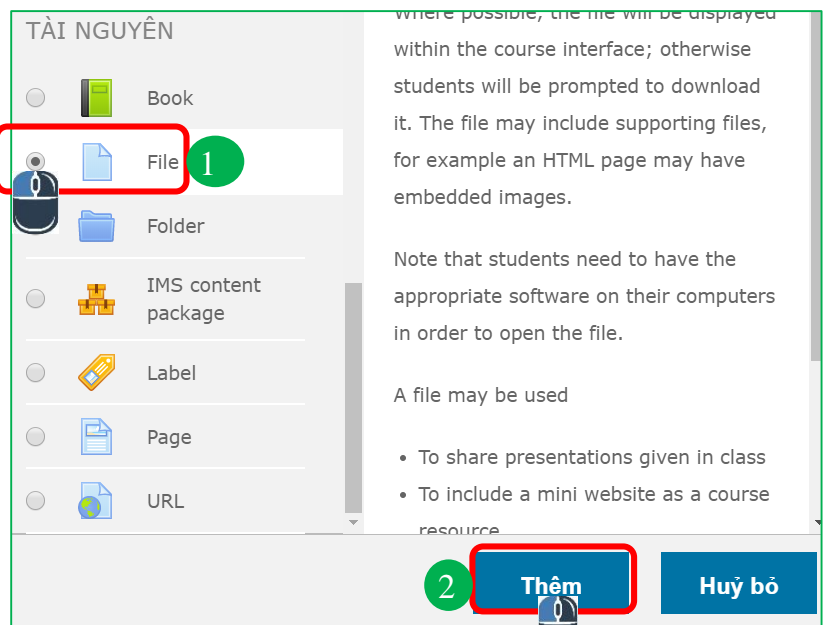 TÀI NGUYÊN
Book
File
1
Folder
IMS content
package
Label
Page
URL
Where possible, the file will be displayed
within the course interface; otherwise
students will be prompted to download
it. The file may include supporting files,
for example an HTML page may have
embedded images.
Note that students need to have the
appropriate software on their computers
in order to open the file.
A file may be used
• To share presentations given in class
• To include a mini website as a course
resource
2
Thêm
Huỷ bỏ